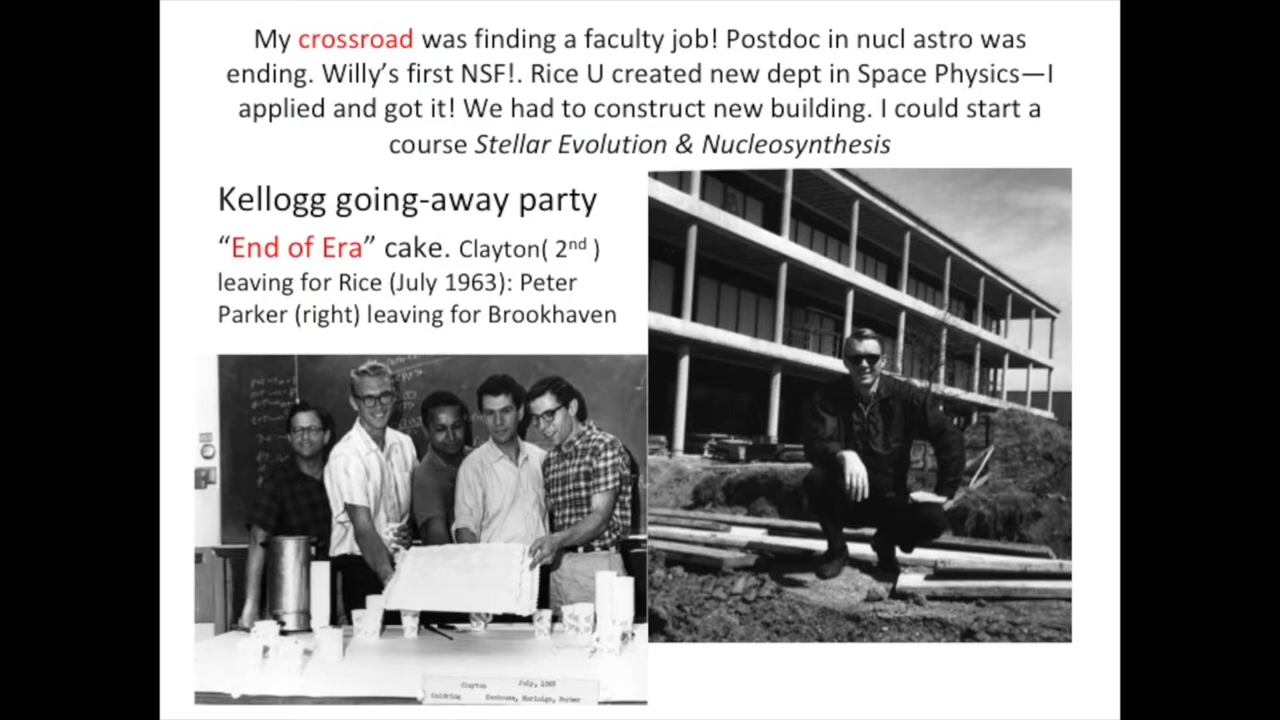 My crossroad was finding a faculty job! Postdoc in nucl astro was
ending. Willy’s first NSF!. Rice U created new dept in Space Physics—I
applied and got it! We had to construct new building. I could start a
course Stellar Evolution & Nucleosynthesis
Kellogg going-away party
“End of Era” cake. Clayton( 2nd )
leaving for Rice (July 1963): Peter
Parker (right) leaving for Brookhaven
Clayton July, 1963
Goldring Senhouse, Parker